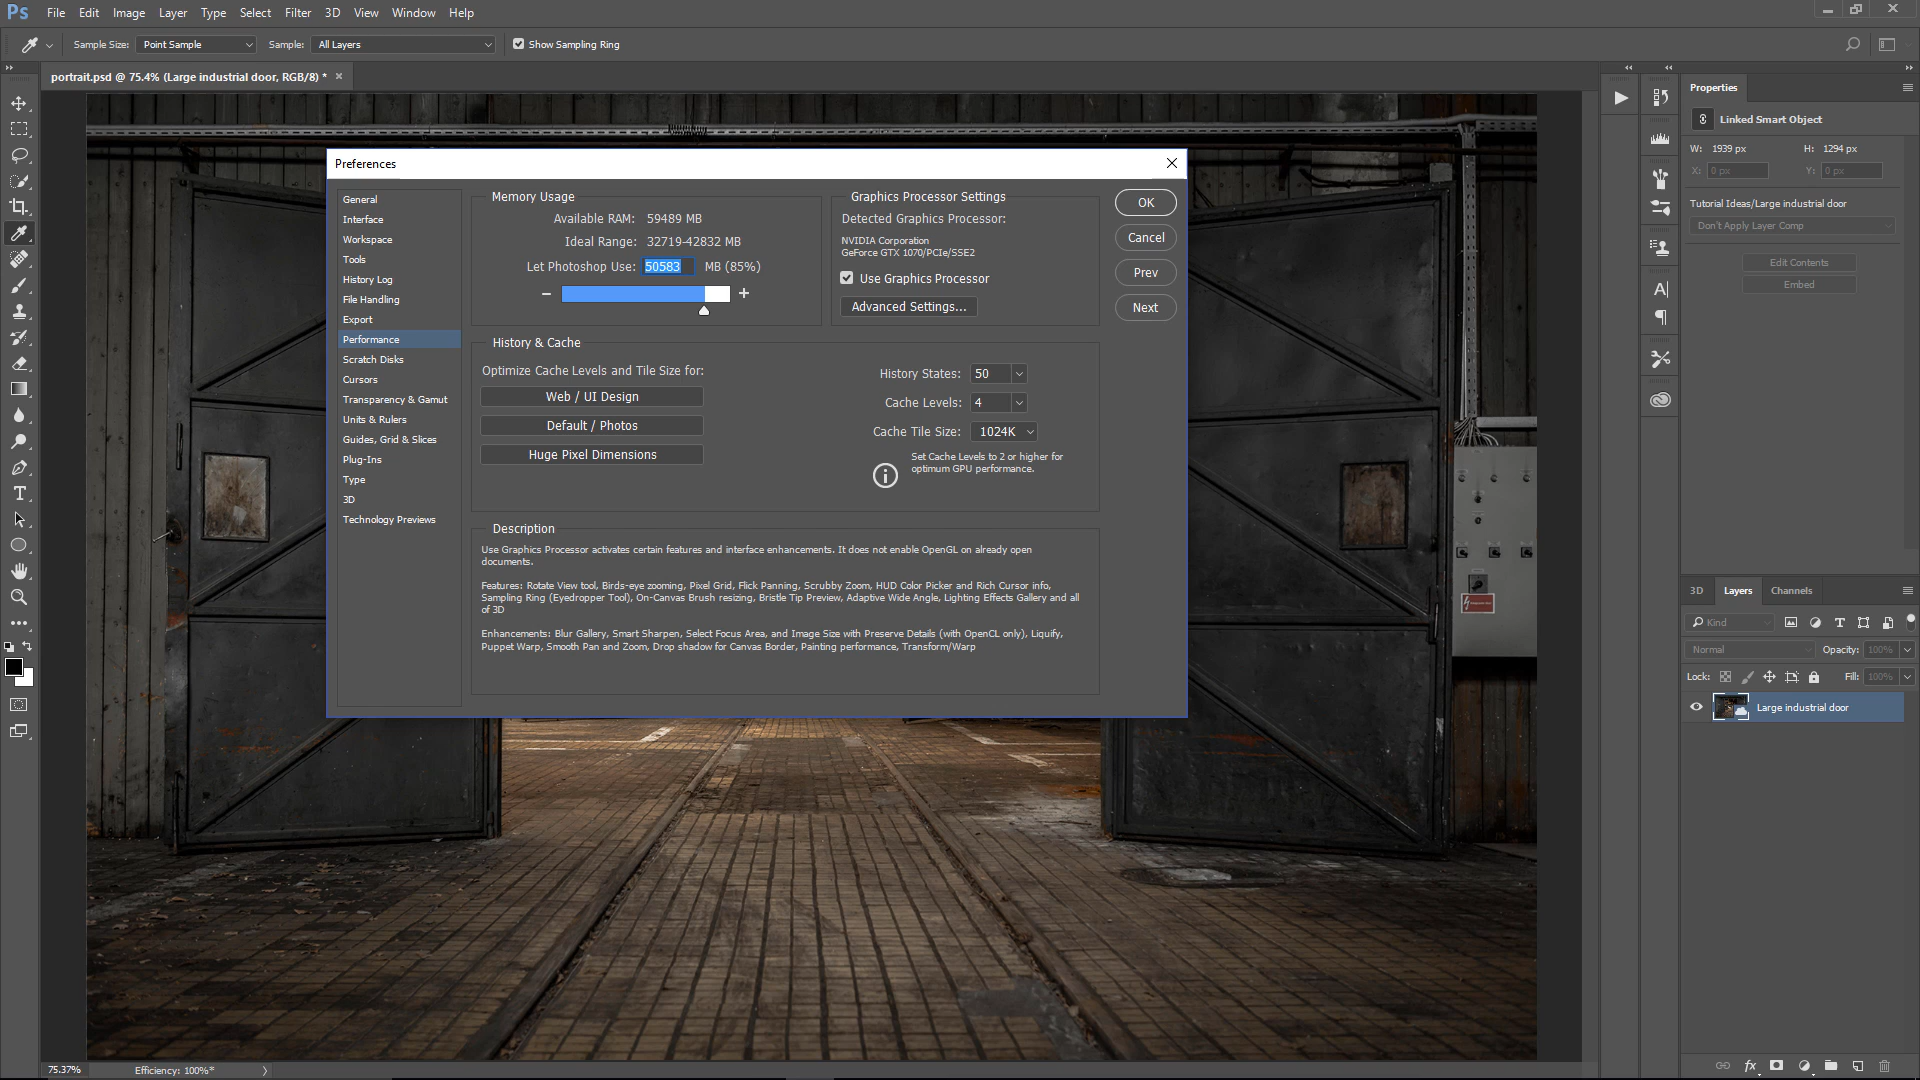 Ps File Edit Image Layer Type Select Filter 3D View Window Help
Sample Size: Point Sample Sample: All Layers Show Sampling Ring
portrait.psd @ 75.4% (Large industrial door, RGB/8) *
Preferences
General
Interface
Workspace
Tools
History Log
File Handling
Export
Performance
Scratch Disks
Cursors
Transparency & Gamut
Units & Rulers
Guides, Grid & Slices
Plug-Ins
Type
3D
Technology Previews
Memory Usage
Available RAM: 59489 MB
Ideal Range: 32719-42832 MB
Let Photoshop Use: 50583 MB (85%)
Graphics Processor Settings
Detected Graphics Processor:
NVIDIA Corporation
GeForce GTX 1070/PCIe/SSE2
Use Graphics Processor
Advanced Settings...
OK
Cancel
Prev
Next
History & Cache
Optimize Cache Levels and Tile Size for:
Web / UI Design
Default / Photos
Huge Pixel Dimensions
History States: 50
Cache Levels: 4
Cache Tile Size: 1024K
Set Cache Levels to 2 or higher for
optimum GPU performance.
Description
Use Graphics Processor activates certain features and interface enhancements. It does not enable OpenGL on already open
documents.
Features: Rotate View tool, Birds-eye zooming, Pixel Grid, Flick Panning, Scrubby Zoom, HUD Color Picker and Rich Cursor info,
Sampling Ring (Eyedropper Tool), On-Canvas Brush resizing, Bristle Tip Preview, Adaptive Wide Angle, Lighting Effects Gallery and all
of 3D
Enhancements: Blur Gallery, Smart Sharpen, Select Focus Area, and Image Size with Preserve Details (with OpenCL only), Liquify,
Puppet Warp, Smooth Pan and Zoom, Drop shadow for Canvas Border, Painting performance, Transform/Warp
Properties
Linked Smart Object
W: 1939 px H: 1294 px
X: 0 px Y: 0 px
Tutorial Ideas/Large industrial door
Don't Apply Layer Comp
Edit Contents
Embed
3D Layers Channels
Kind
Normal Opacity: 100%
Lock: Fill: 100%
Large industrial door
75.37% Efficiency: 100%*